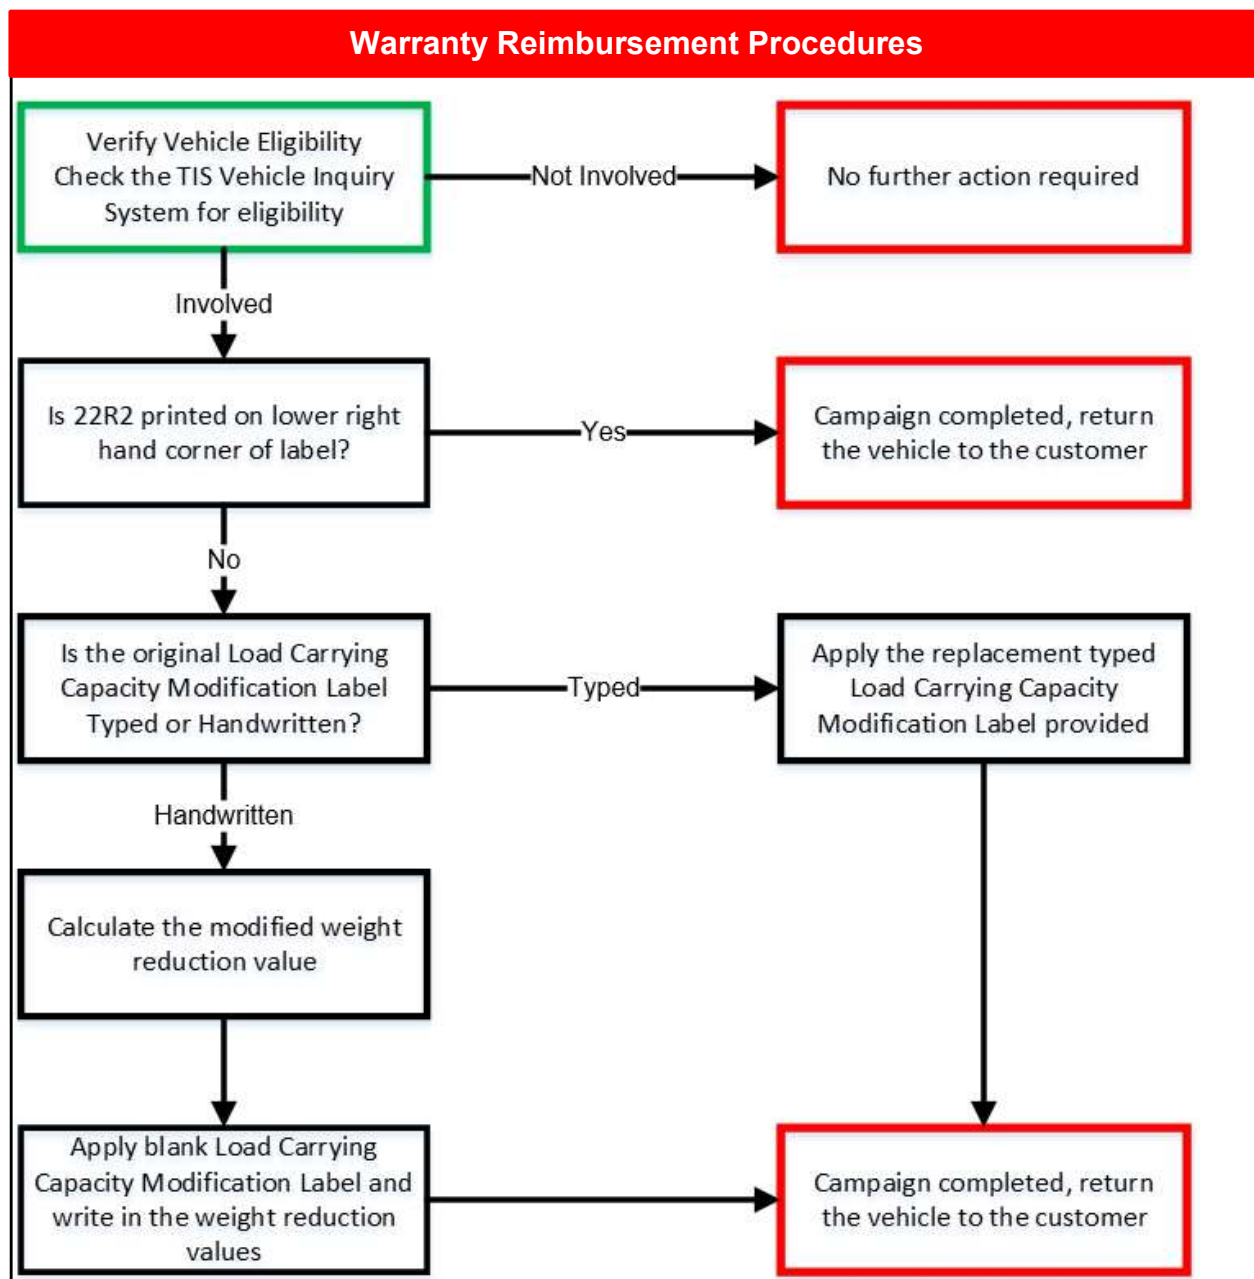 Warranty Reimbursement Procedures
Verify Vehicle Eligibility
Check the TIS Vehicle Inquiry
System for eligibility
Not Involved
No further action required
Involved
Is 22R2 printed on lower right
hand corner of label?
Yes
Campaign completed, return
the vehicle to the customer
No
Is the original Load Carrying
Capacity Modification Label
Typed or Handwritten?
Typed
Apply the replacement typed
Load Carrying Capacity
Modification Label provided
Handwritten
Calculate the modified weight
reduction value
Apply blank Load Carrying
Capacity Modification Label and
write in the weight reduction
values
Campaign completed, return
the vehicle to the customer